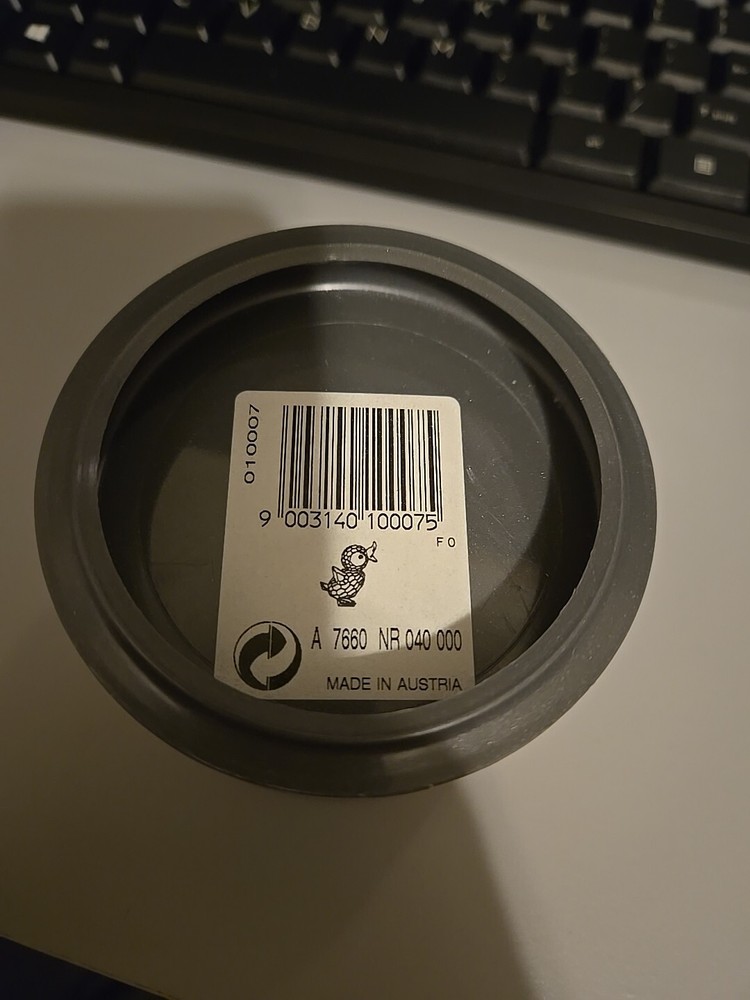 010007
9 003140 100075
F0
A 7660 NR 040 000
MADE IN AUSTRIA